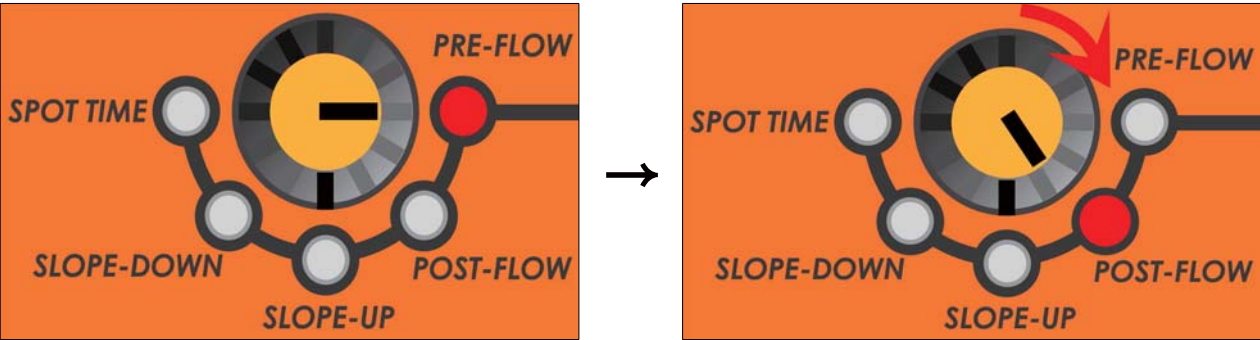 PRE-FLOW
SPOT TIME
SLOPE-DOWN
POST-FLOW
SLOPE-UP
PRE-FLOW
SPOT TIME
SLOPE-DOWN
POST-FLOW
SLOPE-UP